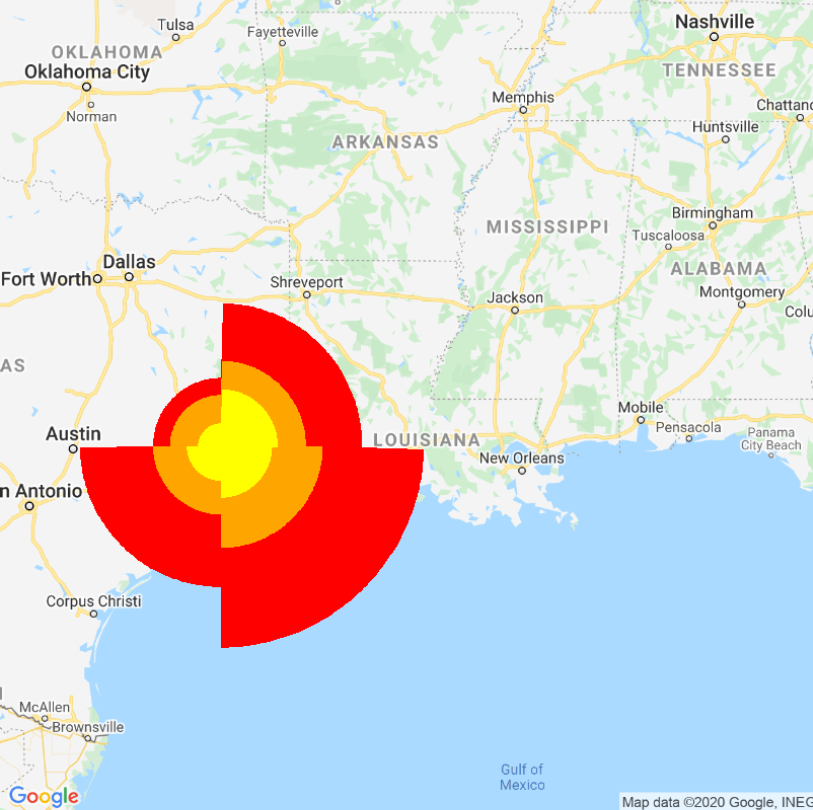 Nashville
Tulsa
Fayetteville
OKLAHOMA
Oklahoma City
TENNESSEE
Memphis
Chattano
Norman
Huntsville
ARKANSAS
Birmingham
MISSISSIPPI
Tuscaloosa
Dallas
ALABAMA
Fort Worth
Shreveport
Montgomery
Jackson
Colu
AS
Mobile
Pensacola
Austin
LOUISIANA
Panama
City Beach
New Orleans
n Antonio
Corpus Christi
McAllen
Brownsville
Gulf of
Mexico
Google
Map data ©2020 Google, INEG